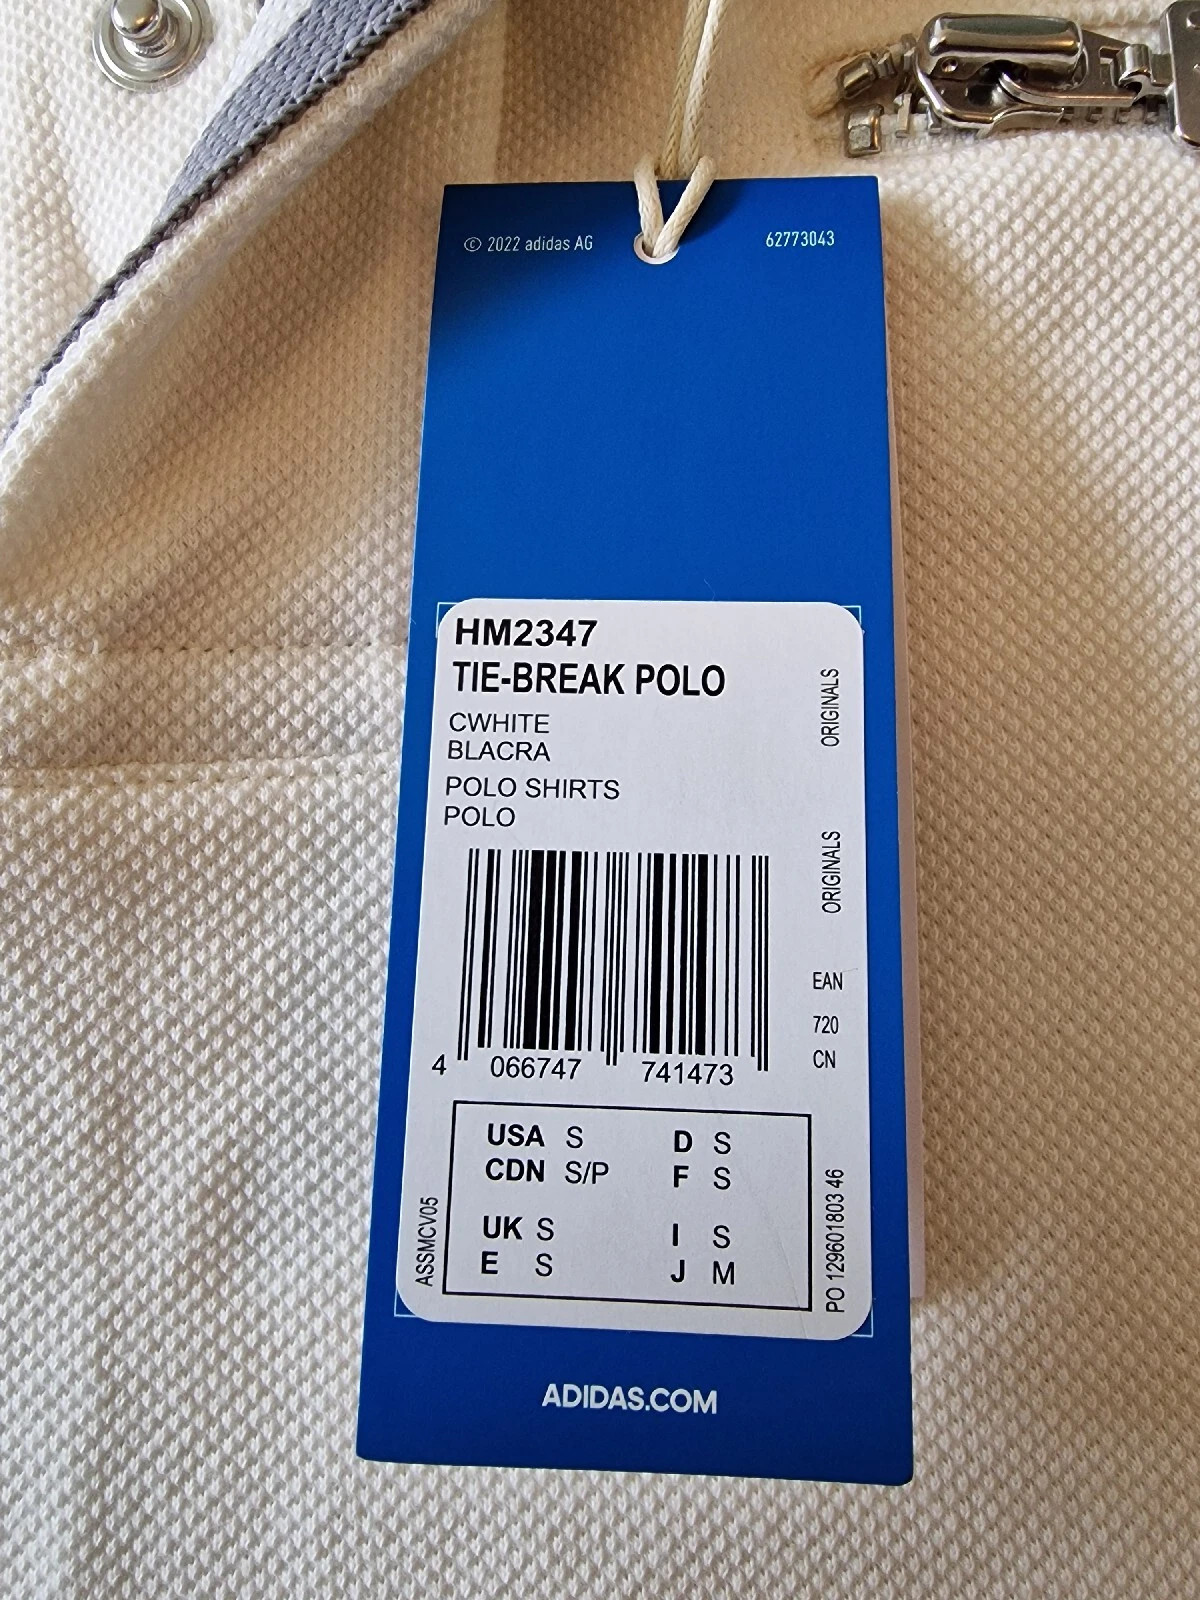 © 2022 adidas AG
62773043
HM2347
TIE-BREAK POLO
CWHITE
BLACRA
POLO SHIRTS
POLO
ORIGINALS
ORIGINALS
EAN
720
CN
4 066747 741473
USA S D S
CDN S/P F S
UK S I S
E S J M
ASSMCV05
PO 129601803 46
ADIDAS.COM